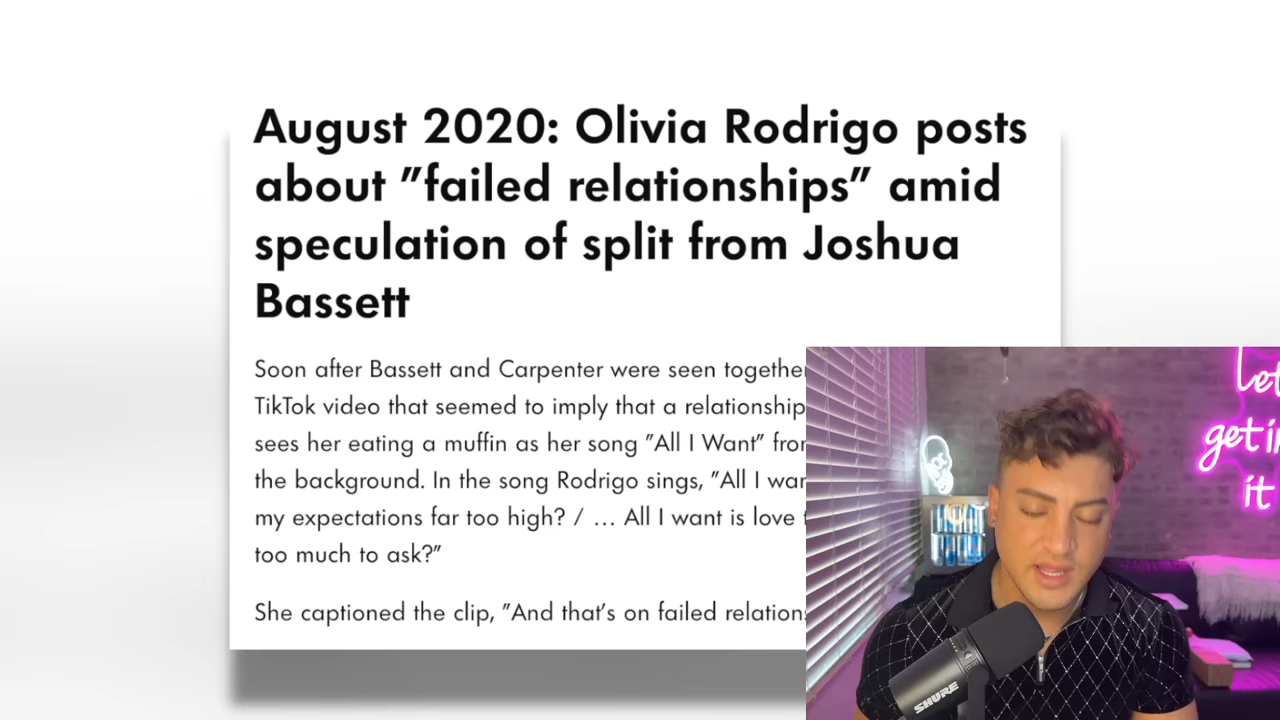 August 2020: Olivia Rodrigo posts
about ”failed relationships” amid
speculation of split from Joshua
Bassett
Soon after Bassett and Carpenter were seen together
TikTok video that seemed to imply that a relationship
sees her eating a muffin as her song ”All I Want”
the background. In the song Rodrigo sings, ”All I
my expectations far too high? / … All I want is love
too much to ask?”
She captioned the clip, ”And that’s on failed
Let
get
it
SHURE